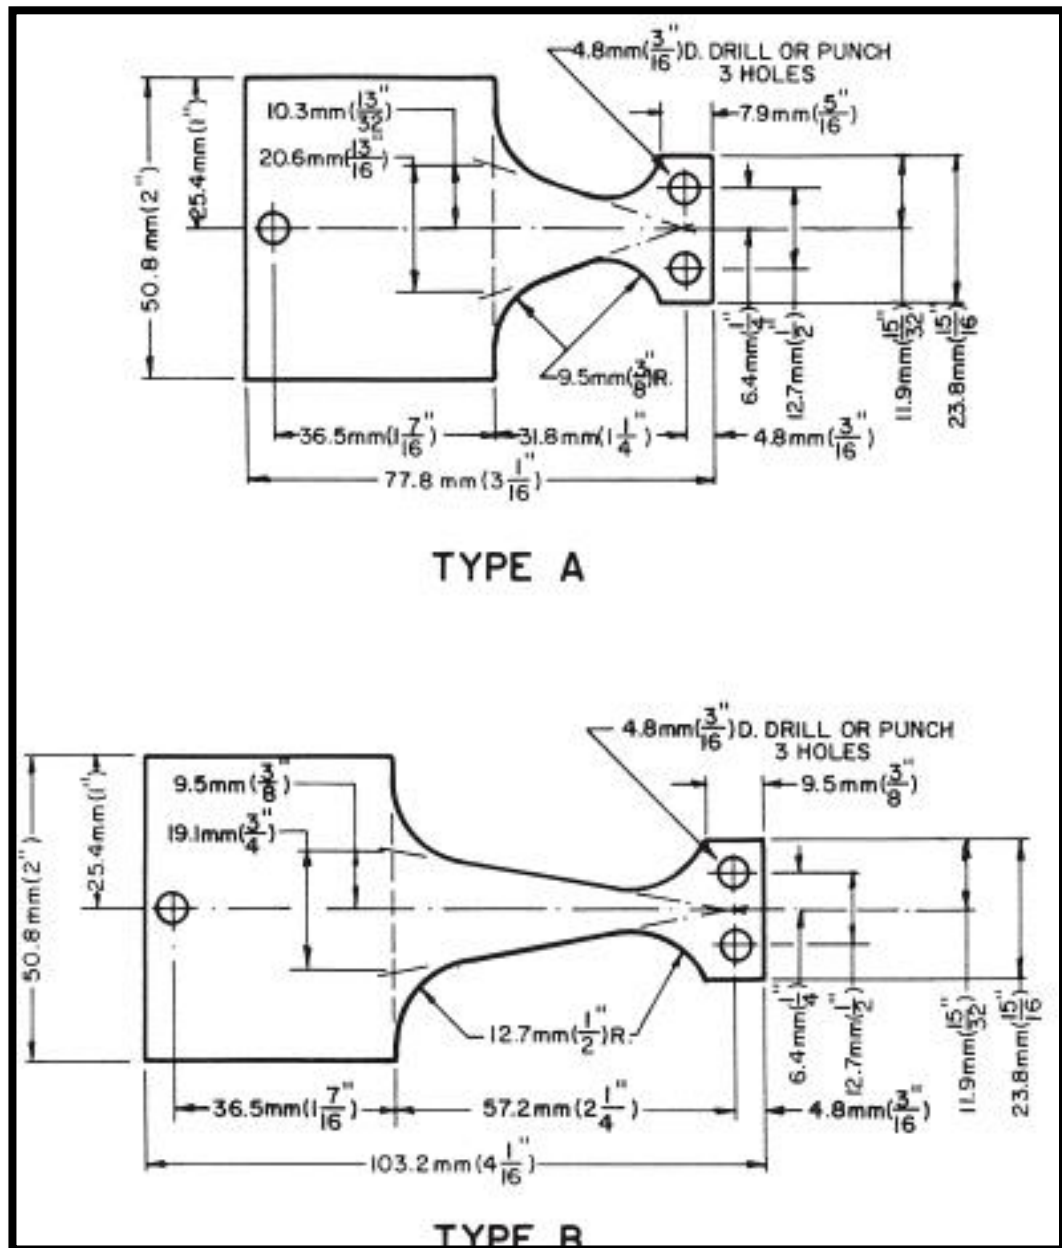 4.8mm(3/16")D. DRILL OR PUNCH
3 HOLES
7.9mm(5/16")
10.3mm(13/32")
20.6mm(13/16")
25.4mm(1")
50.8mm(2")
9.5mm(3/8")R.
6.4mm(1/4")
12.7mm(1/2")
11.9mm(15/32")
23.8mm(15/16")
36.5mm(1 7/16")
31.8mm(1 1/4")
4.8mm(3/16")
77.8mm(3 1/16")
TYPE A
4.8mm(3/16")D. DRILL OR PUNCH
3 HOLES
9.5mm(3/8")
9.5mm(3/8")
19.1mm(3/4")
25.4mm(1")
50.8mm(2")
12.7mm(1/2")R.
6.4mm(1/4")
12.7mm(1/2")
11.9mm(15/32")
23.8mm(15/16")
36.5mm(1 7/16")
57.2mm(2 1/4")
4.8mm(3/16")
103.2mm(4 1/16")
TYPE B